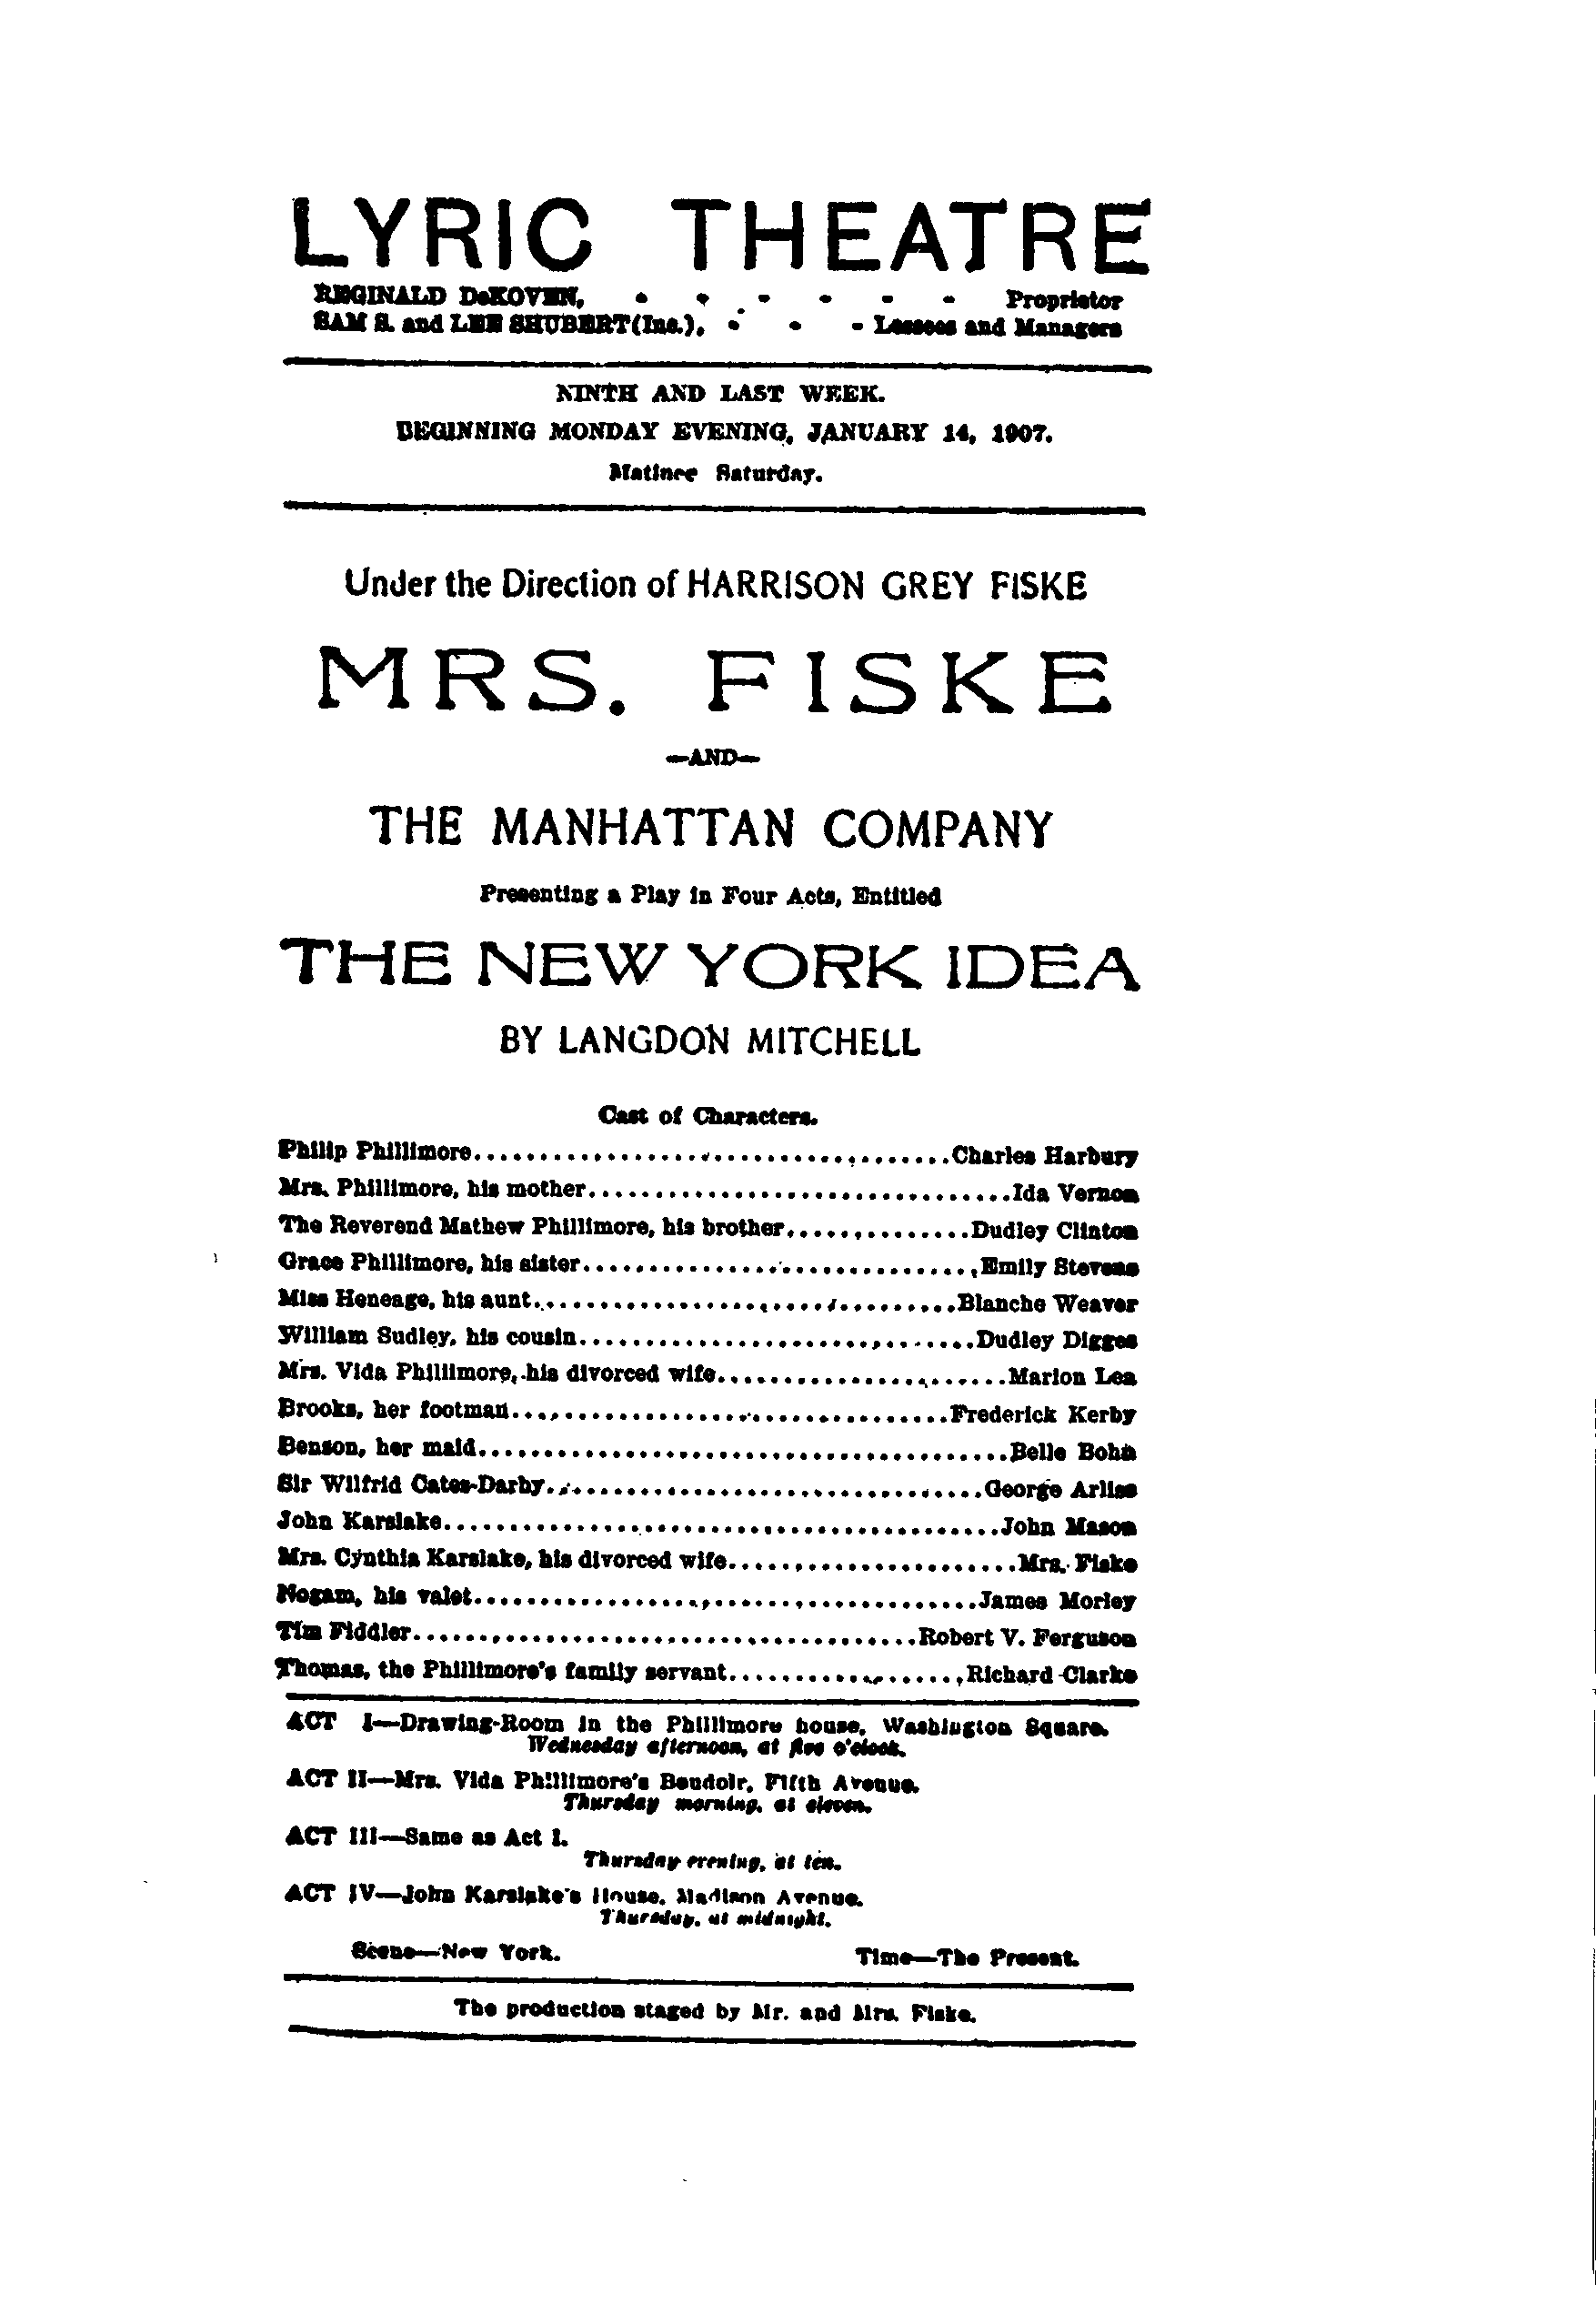 LYRIC THEATRE
REGINALD DeKOVEN, - - - - - - Proprietor
SAM S. and LEE SHUBERT(Inc.), - - - Lessees and Managers
NINTH AND LAST WEEK.
BEGINNING MONDAY EVENING, JANUARY 14, 1907.
Matinee Saturday.
Under the Direction of HARRISON GREY FISKE
MRS. FISKE
—AND—
THE MANHATTAN COMPANY
Presenting a Play in Four Acts, Entitled
THE NEW YORK IDEA
BY LANGDON MITCHELL
Cast of Characters.
Philip Phillimore....................................Charles Harbury
Mrs. Phillimore, his mother................................Ida Vernon
The Reverend Mathew Phillimore, his brother..............Dudley Clinton
Grace Phillimore, his sister..............................Emily Stevens
Miss Heneage, his aunt................................Blanche Weaver
William Sudley, his cousin..............................Dudley Digges
Mrs. Vida Phillimore, his divorced wife......................Marion Lea
Brooks, her footman.................................Frederick Kerby
Benson, her maid........................................Belle Bohn
Sir Wilfrid Cates-Darby.................................George Arliss
John Karslake..........................................John Mason
Mrs. Cynthia Karslake, his divorced wife......................Mrs. Fiske
Nogam, his valet......................................James Morley
Tim Fiddler......................................Robert V. Ferguson
Thomas, the Phillimore's family servant..................Richard Clarke
ACT I—Drawing-Room in the Phillimore house, Washington Square.
Wednesday afternoon, at five o'clock.
ACT II—Mrs. Vida Phillimore's Boudoir, Fifth Avenue.
Thursday morning, at eleven.
ACT III—Same as Act I.
Thursday evening, at ten.
ACT IV—John Karslake's House, Madison Avenue.
Thursday, at midnight.
Scene—New York. Time—The Present.
The production staged by Mr. and Mrs. Fiske.